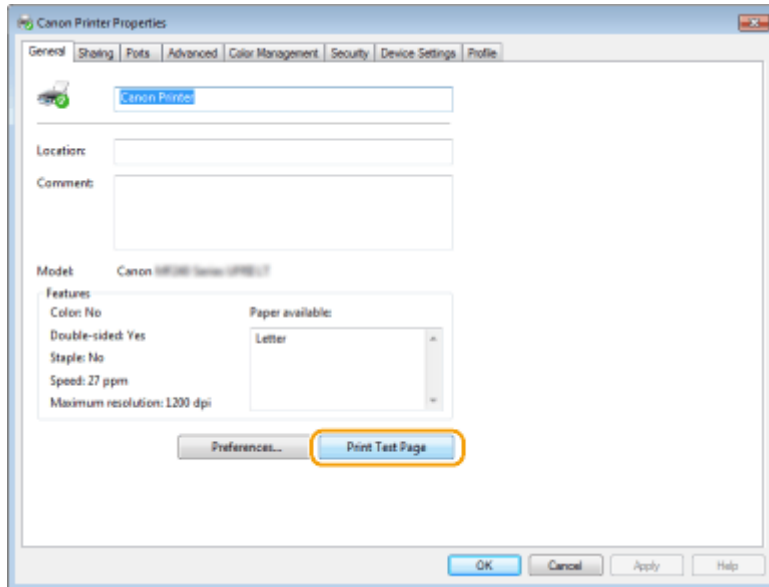 Canon Printer Properties
General Sharing Ports Advanced Color Management Security Device Settings Profile
Canon Printer
Location:
Comment:
Model: Canon
Features
Color: No Paper available:
Double-sided: Yes Letter
Staple: No
Speed: 27 ppm
Maximum resolution: 1200 dpi
Preferences... Print Test Page
OK Cancel Apply Help